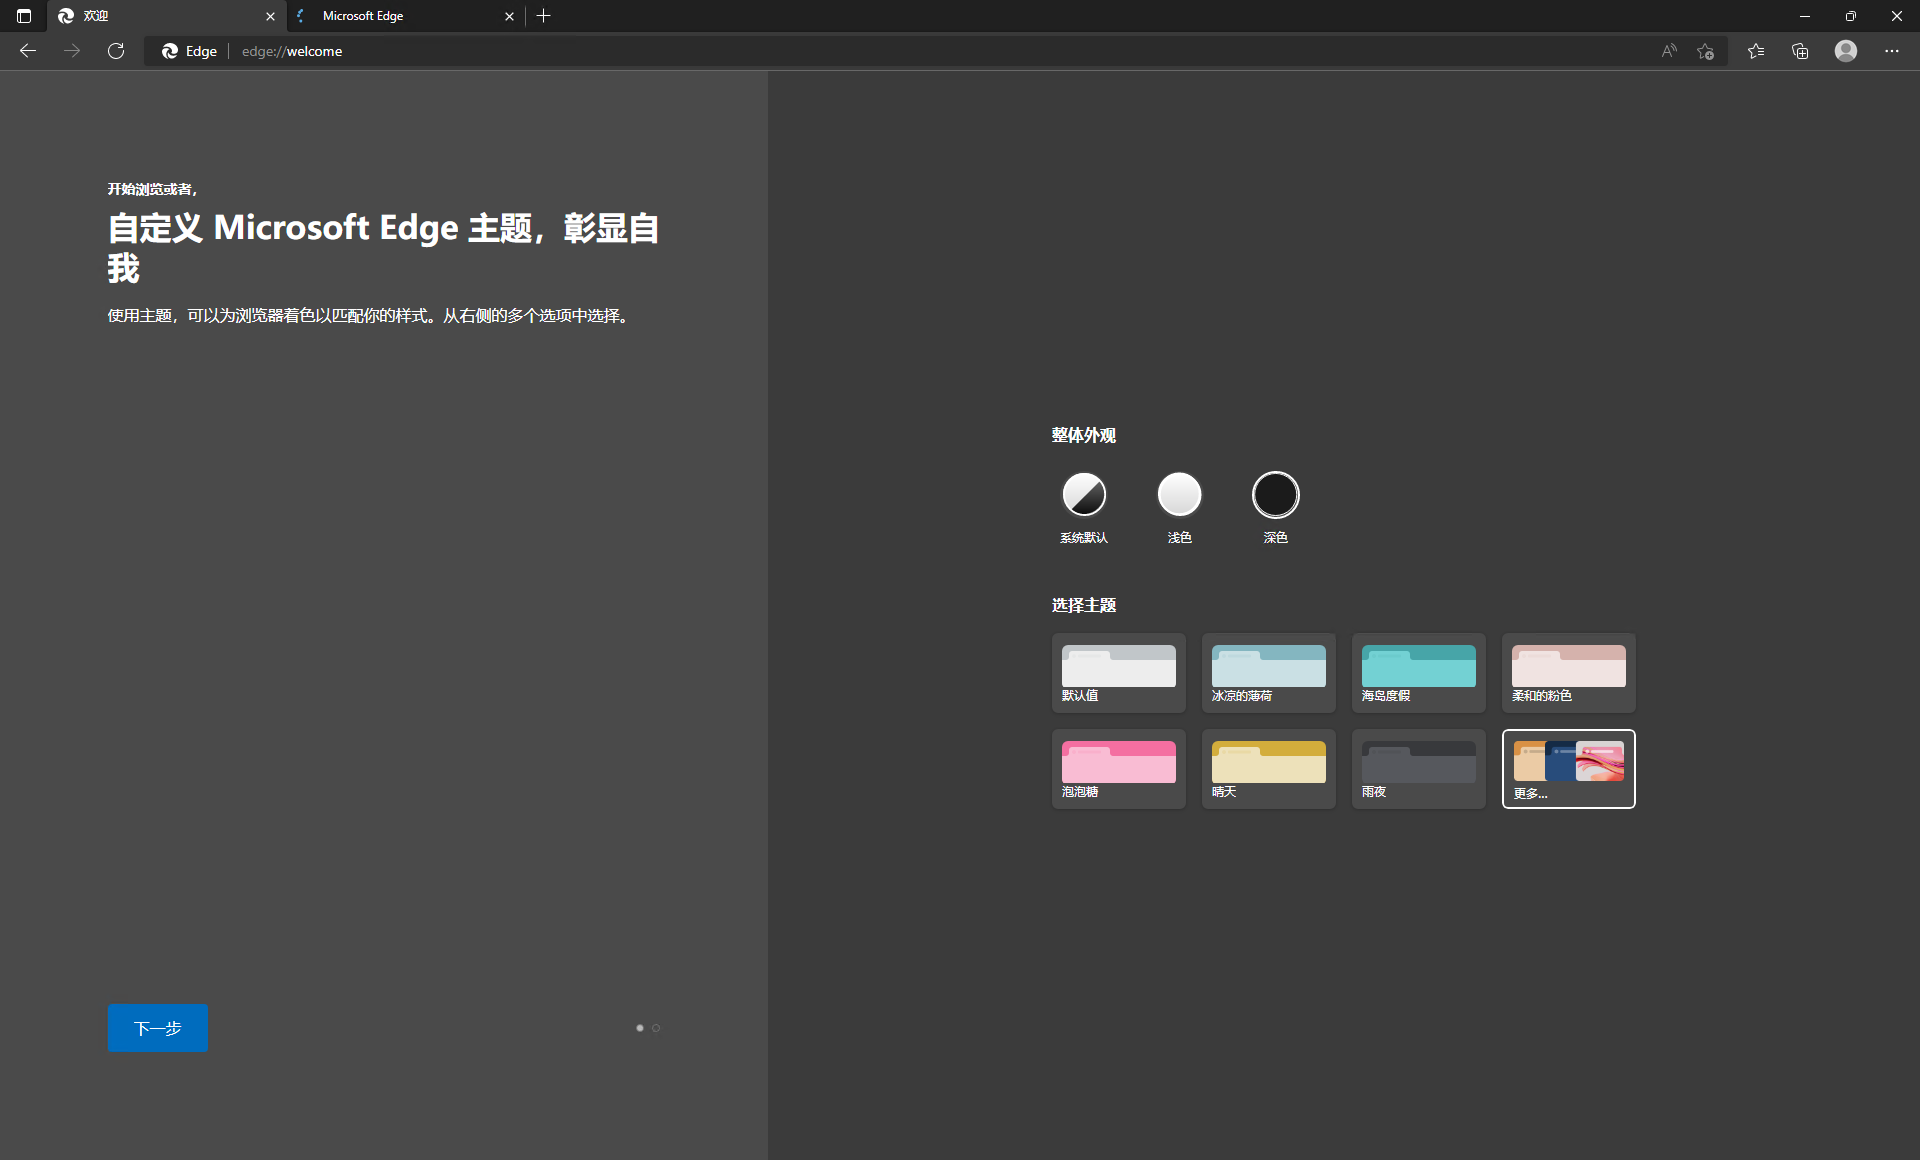 欢迎
Microsoft Edge
Edge
edge://welcome
开始浏览或者，
自定义 Microsoft Edge 主题，彰显自
我
使用主题，可以为浏览器着色以匹配你的样式。从右侧的多个选项中选择。
整体外观
系统默认
浅色
深色
选择主题
默认值
冰凉的薄荷
海岛度假
柔和的粉色
泡泡糖
晴天
雨夜
更多...
下一步